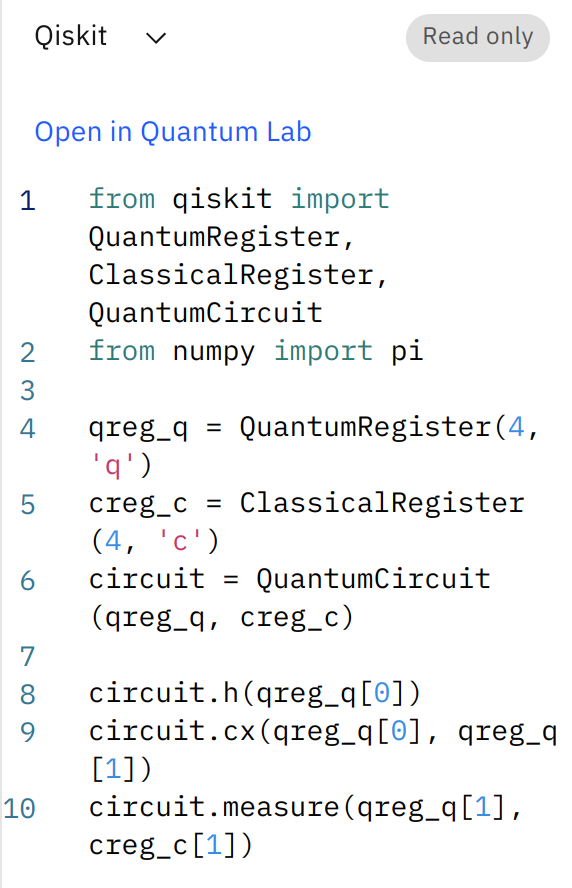 Qiskit
Read only
Open in Quantum Lab
1 from qiskit import
QuantumRegister,
ClassicalRegister,
QuantumCircuit
2 from numpy import pi
3
4 qreg_q = QuantumRegister(4,
'q')
5 creg_c = ClassicalRegister
(4, 'c')
6 circuit = QuantumCircuit
(qreg_q, creg_c)
7
8 circuit.h(qreg_q[0])
9 circuit.cx(qreg_q[0], qreg_q
[1])
10 circuit.measure(qreg_q[1],
creg_c[1])